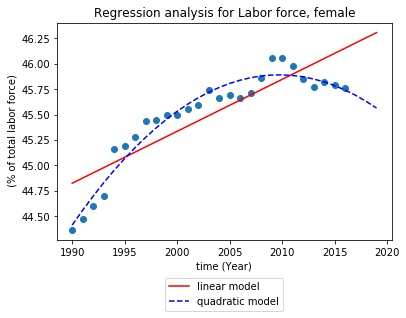 Regression analysis for Labor force, female
(% of total labor force)
46.25
46.00
45.75
45.50
45.25
45.00
44.75
44.50
1990 1995 2000 2005 2010 2015 2020
time (Year)
linear model
quadratic model